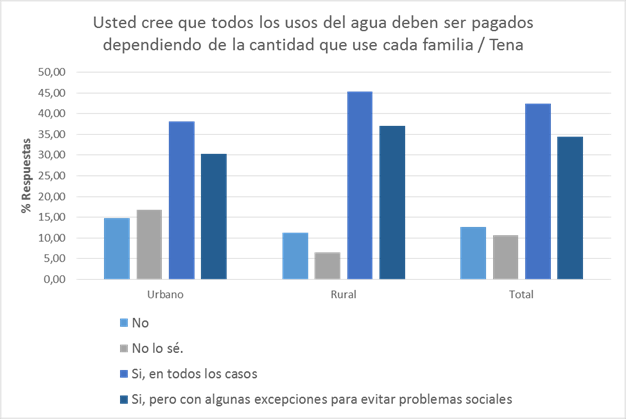 Usted cree que todos los usos del agua deben ser pagados
dependiendo de la cantidad que use cada familia / Tena
% Respuestas
50,00
45,00
40,00
35,00
30,00
25,00
20,00
15,00
10,00
5,00
0,00
Urbano
Rural
Total
No
No lo sé.
Si, en todos los casos
Si, pero con algunas excepciones para evitar problemas sociales